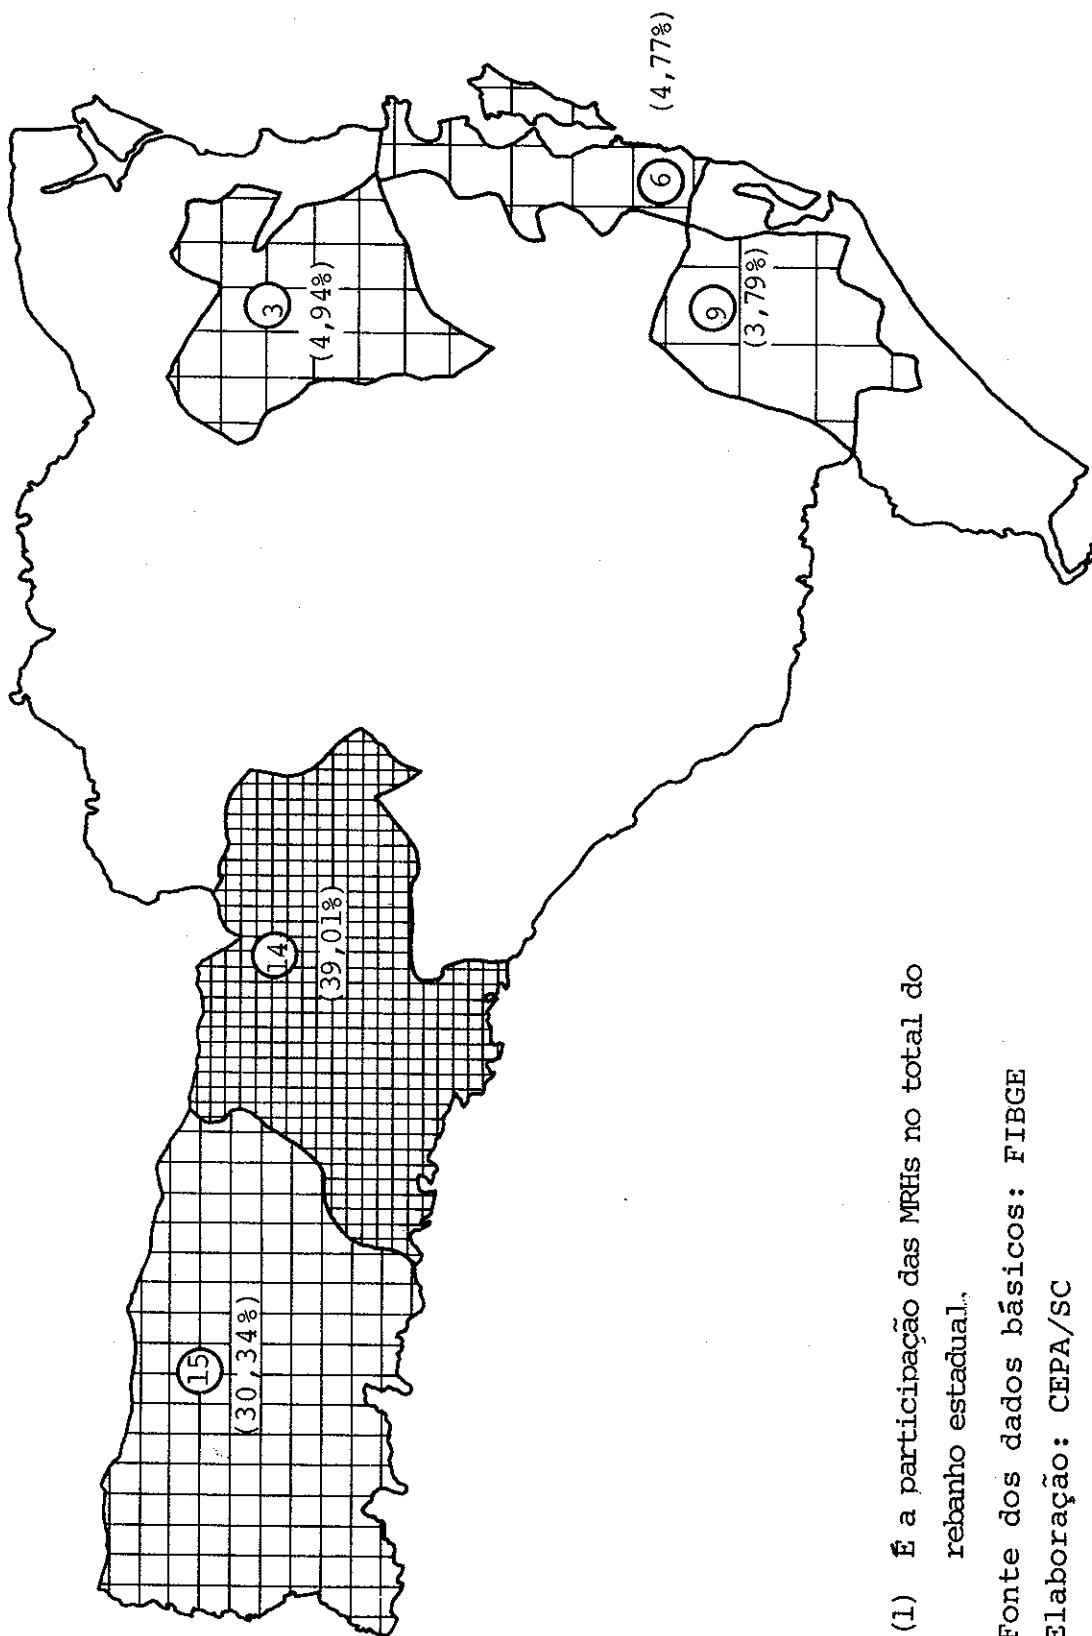 15
(30,34%)
14
(39,01%)
3
(4,94%)
9
(3,79%)
6
(4,77%)
(1) É a participação das MRHs no total do
rebanho estadual.
Fonte dos dados básicos: FIBGE
Elaboração: CEPA/SC